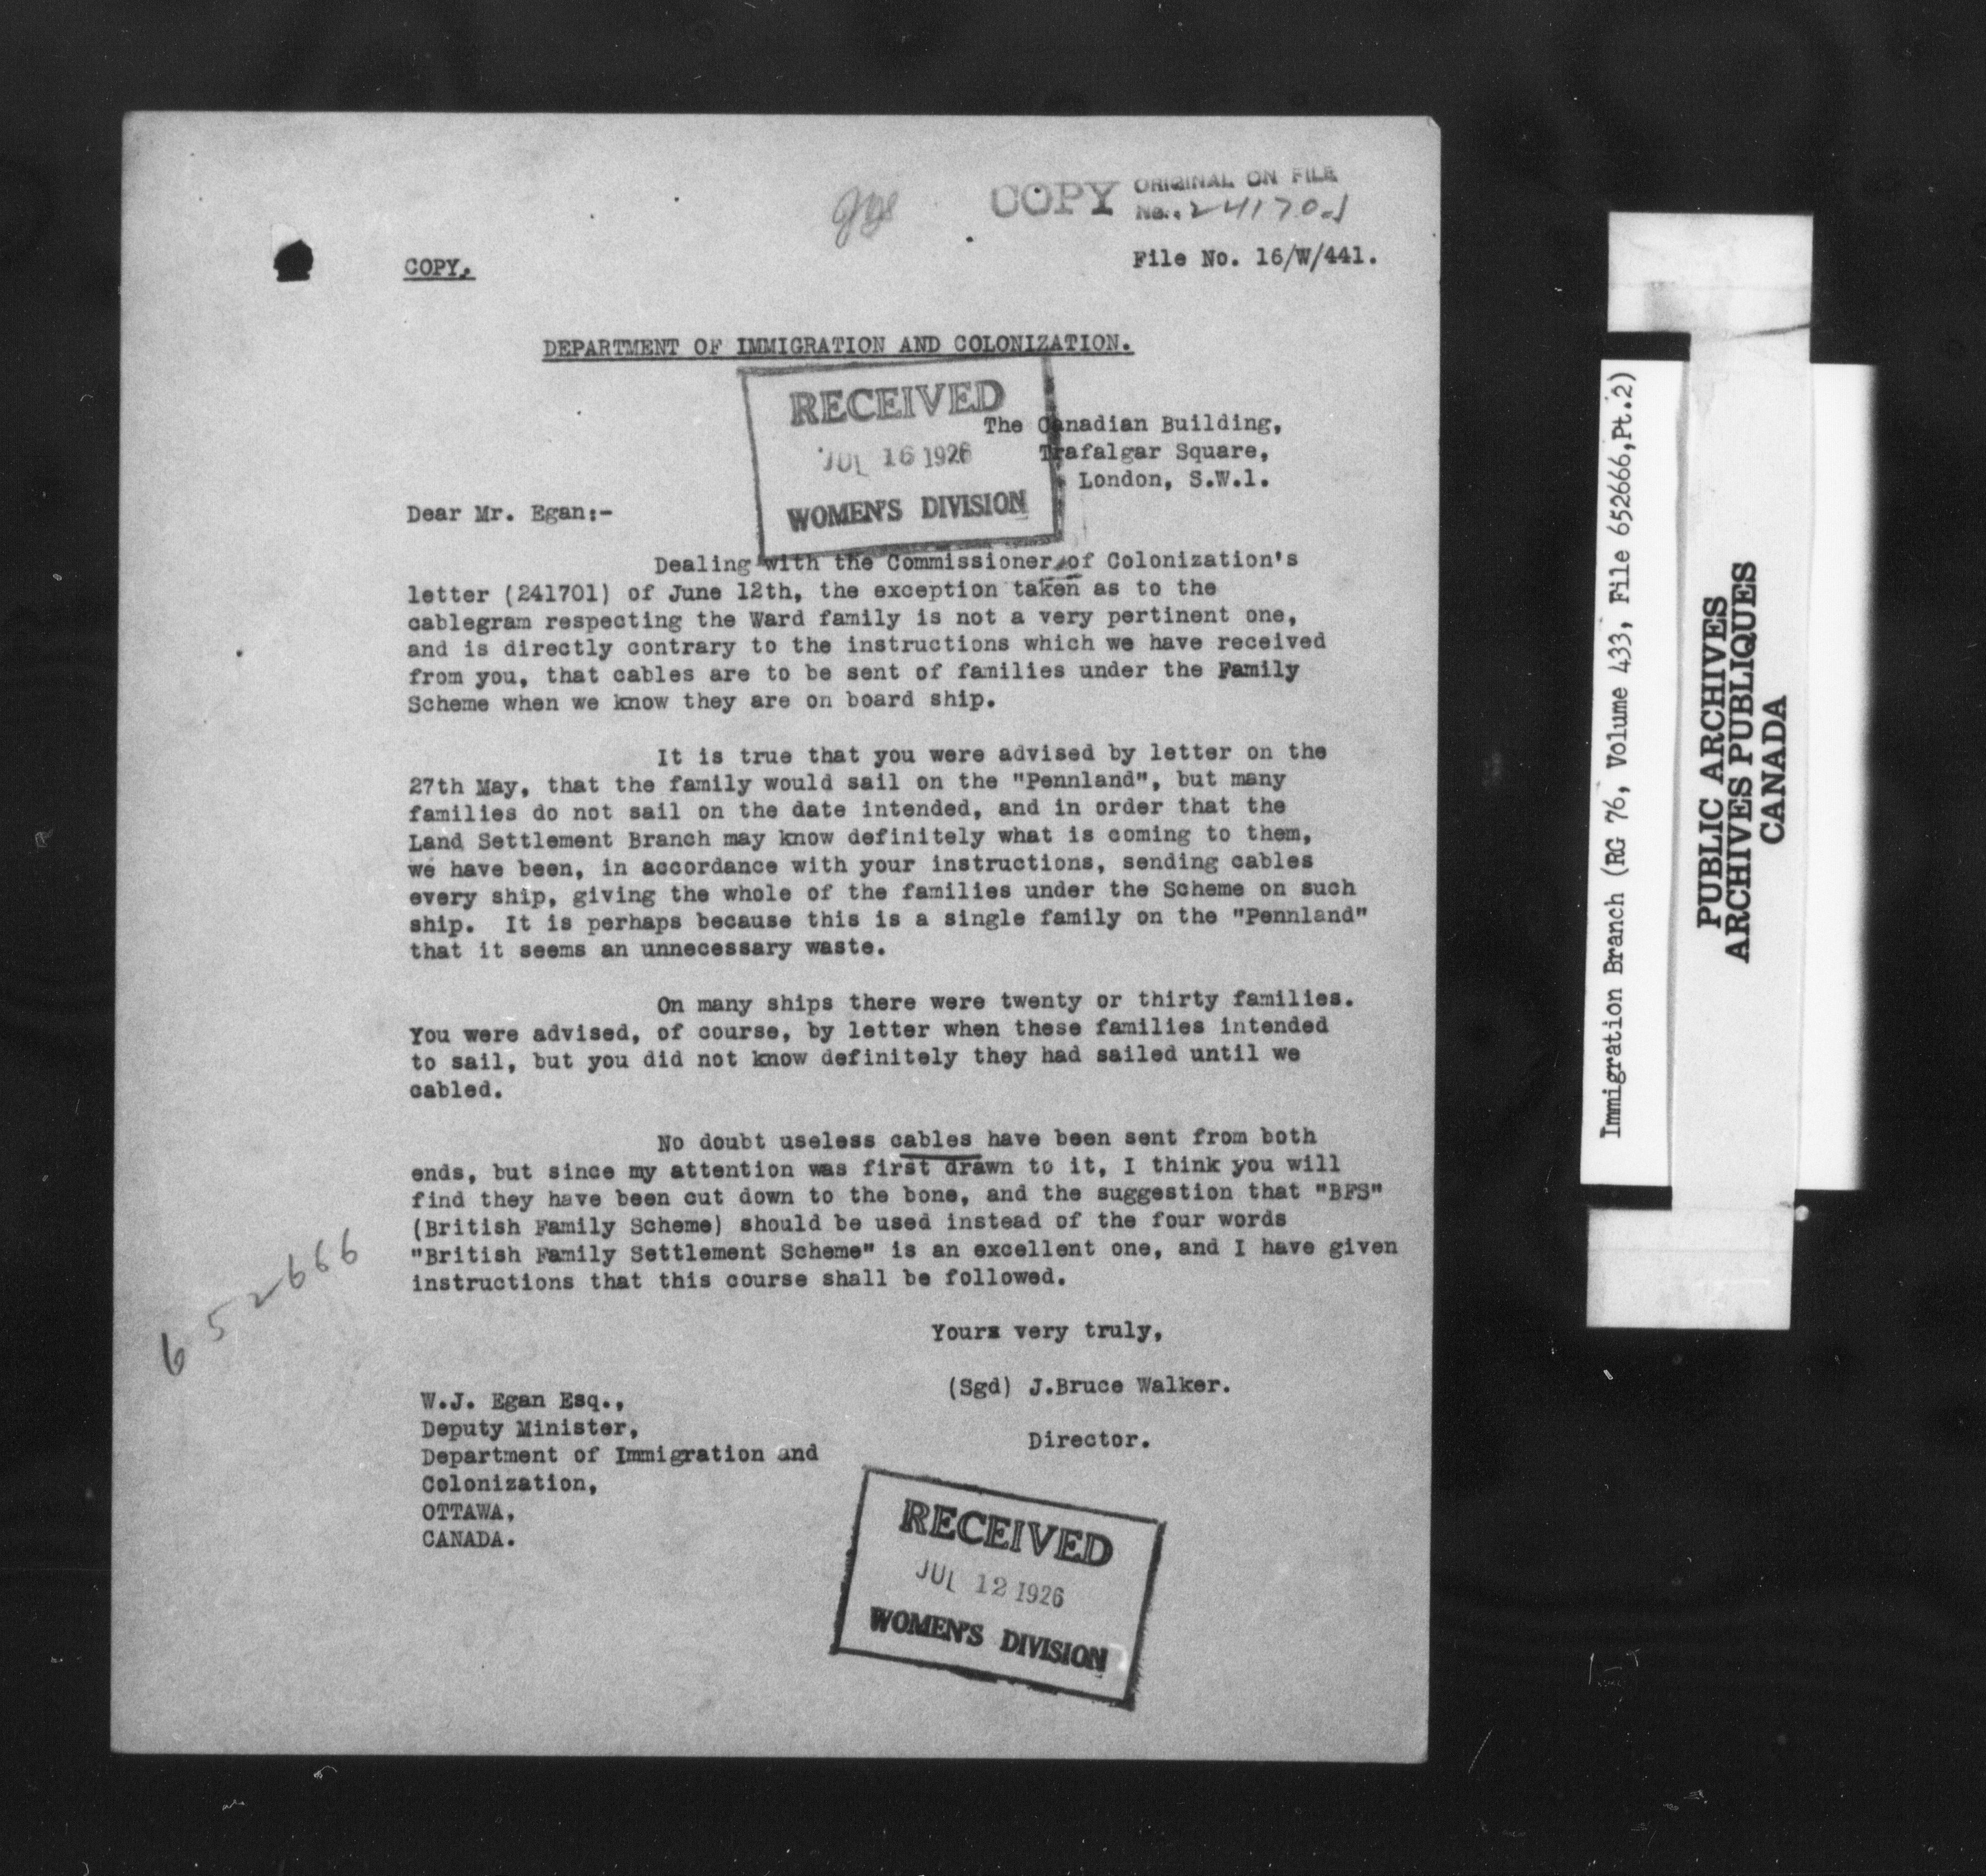 COPY ORIGINAL ON FILE
No. 241701
File No. 16/W/441.
COPY.
DEPARTMENT OF IMMIGRATION AND COLONIZATION.
RECEIVED
JUL 16 1926
WOMEN'S DIVISION
The Canadian Building,
Trafalgar Square,
London, S.W.1.
Dear Mr. Egan:-
Dealing with the Commissioner of Colonization's
letter (241701) of June 12th, the exception taken as to the
cablegram respecting the Ward family is not a very pertinent one,
and is directly contrary to the instructions which we have received
from you, that cables are to be sent of families under the Family
Scheme when we know they are on board ship.
It is true that you were advised by letter on the
27th May, that the family would sail on the "Pennland", but many
families do not sail on the date intended, and in order that the
Land Settlement Branch may know definitely what is coming to them,
we have been, in accordance with your instructions, sending cables
every ship, giving the whole of the families under the Scheme on such
ship. It is perhaps because this is a single family on the "Pennland"
that it seems an unnecessary waste.
On many ships there were twenty or thirty families.
You were advised, of course, by letter when these families intended
to sail, but you did not know definitely they had sailed until we
cabled.
No doubt useless cables have been sent from both
ends, but since my attention was first drawn to it, I think you will
find they have been cut down to the bone, and the suggestion that "BFS"
(British Family Scheme) should be used instead of the four words
"British Family Settlement Scheme" is an excellent one, and I have given
instructions that this course shall be followed.
652666
Yours very truly,
(Sgd) J.Bruce Walker.
Director.
W.J. Egan Esq.,
Deputy Minister,
Department of Immigration and
Colonization,
OTTAWA,
CANADA.
RECEIVED
JUL 12 1926
WOMEN'S DIVISION
Immigration Branch (RG 76, Volume 433, File 652666,Pt.2)
PUBLIC ARCHIVES
ARCHIVES PUBLIQUES
CANADA